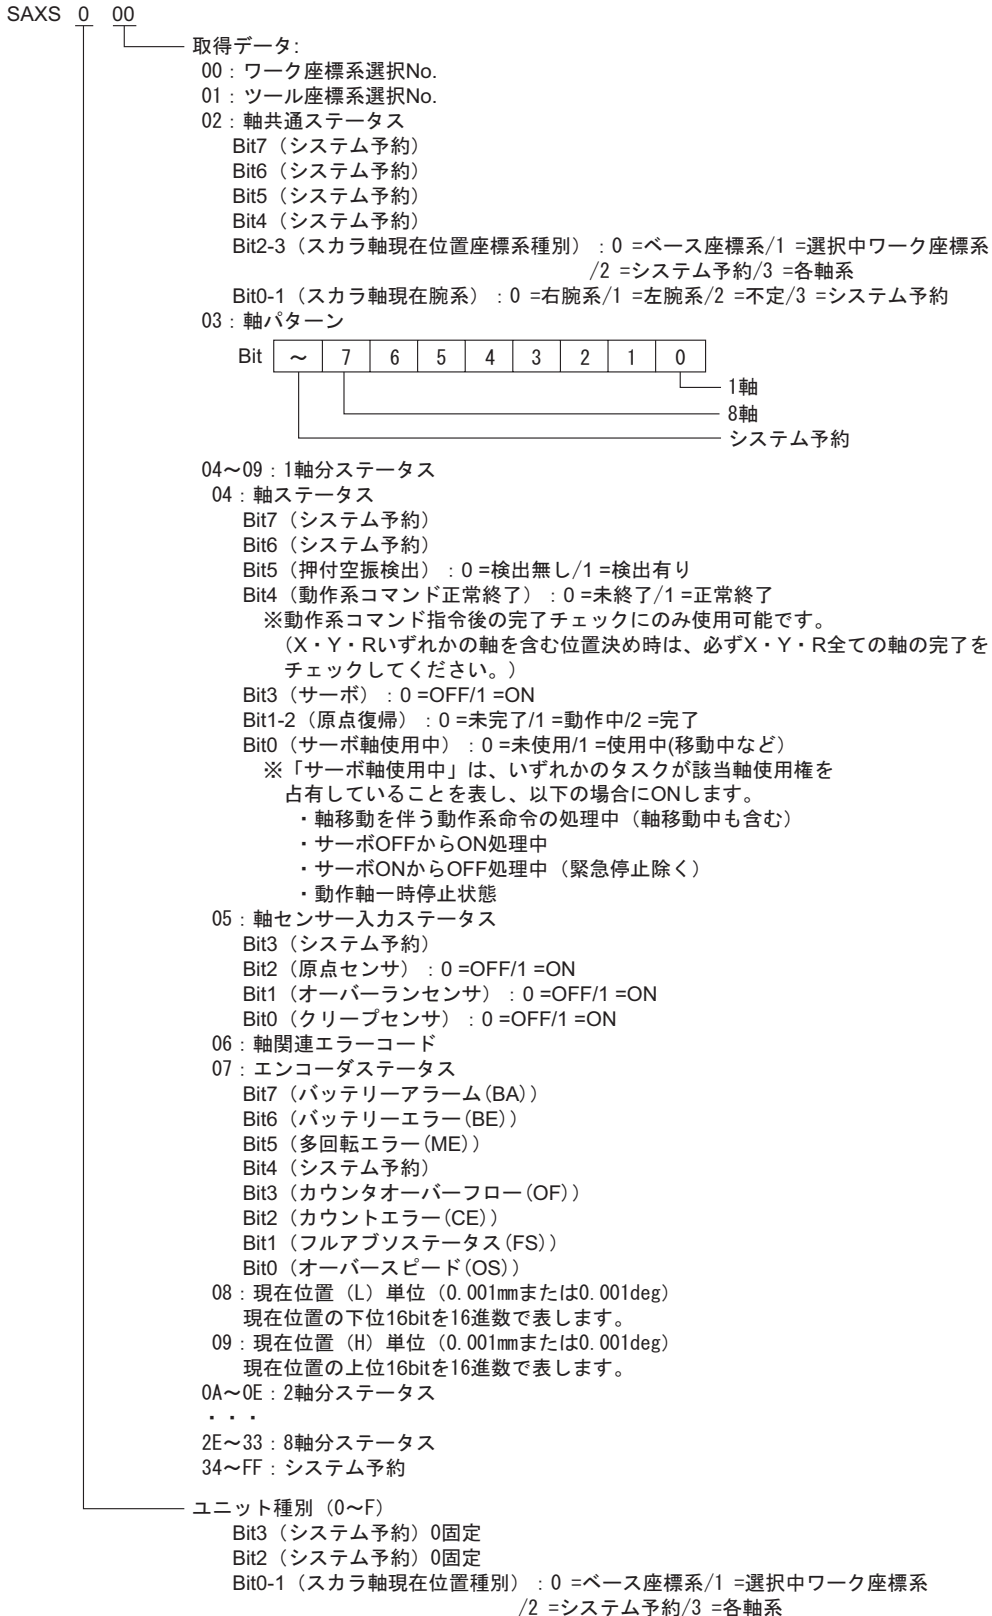 SAXS 0 00
取得データ:
00：ワーク座標系選択No.
01：ツール座標系選択No.
02：軸共通ステータス
Bit7（システム予約）
Bit6（システム予約）
Bit5（システム予約）
Bit4（システム予約）
Bit2-3（スカラ軸現在位置座標系種別）：0 =ベース座標系/1 =選択中ワーク座標系
/2 =システム予約/3 =各軸系
Bit0-1（スカラ軸現在腕系）：0 =右腕系/1 =左腕系/2 =不定/3 =システム予約
03：軸パターン
Bit ～ 7 6 5 4 3 2 1 0
1軸
8軸
システム予約
04～09：1軸分ステータス
04：軸ステータス
Bit7（システム予約）
Bit6（システム予約）
Bit5（押付空振検出）：0 =検出無し/1 =検出有り
Bit4（動作系コマンド正常終了）：0 =未終了/1 =正常終了
※動作系コマンド指令後の完了チェックにのみ使用可能です。
（X・Y・Rいずれかの軸を含む位置決め時は、必ずX・Y・R全ての軸の完了を
チェックしてください。）
Bit3（サーボ）：0 =OFF/1 =ON
Bit1-2（原点復帰）：0 =未完了/1 =動作中/2 =完了
Bit0（サーボ軸使用中）：0 =未使用/1 =使用中(移動中など）
※「サーボ軸使用中」は、いずれかのタスクが該当軸使用権を
占有していることを表し、以下の場合にONします。
・軸移動を伴う動作系命令の処理中（軸移動中も含む）
・サーボOFFからON処理中
・サーボONからOFF処理中（緊急停止除く）
・動作軸一時停止状態
05：軸センサー入力ステータス
Bit3（システム予約）
Bit2（原点センサ）：0 =OFF/1 =ON
Bit1（オーバーランセンサ）：0 =OFF/1 =ON
Bit0（クリープセンサ）：0 =OFF/1 =ON
06：軸関連エラーコード
07：エンコーダステータス
Bit7（バッテリーアラーム(BA)）
Bit6（バッテリーエラー(BE)）
Bit5（多回転エラー(ME)）
Bit4（システム予約）
Bit3（カウンタオーバーフロー(OF)）
Bit2（カウントエラー(CE)）
Bit1（フルアブソステータス(FS)）
Bit0（オーバースピード(OS)）
08：現在位置（L）単位（0.001㎜または0.001deg）
現在位置の下位16bitを16進数で表します。
09：現在位置（H）単位（0.001㎜または0.001deg）
現在位置の上位16bitを16進数で表します。
0A～0E：2軸分ステータス
・・・
2E～33：8軸分ステータス
34～FF：システム予約
ユニット種別（0～F）
Bit3（システム予約）0固定
Bit2（システム予約）0固定
Bit0-1（スカラ軸現在位置種別）：0 =ベース座標系/1 =選択中ワーク座標系
/2 =システム予約/3 =各軸系